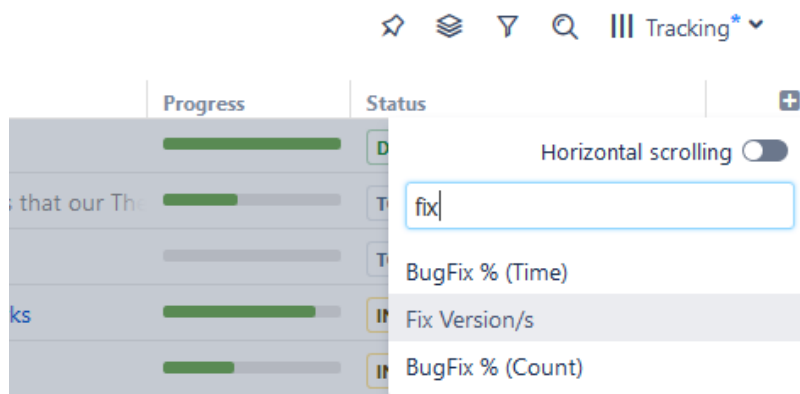 Tracking*
Progress
Status
D
Horizontal scrolling
s that our Th
fix
BugFix % (Time)
ks
Fix Version/s
BugFix % (Count)